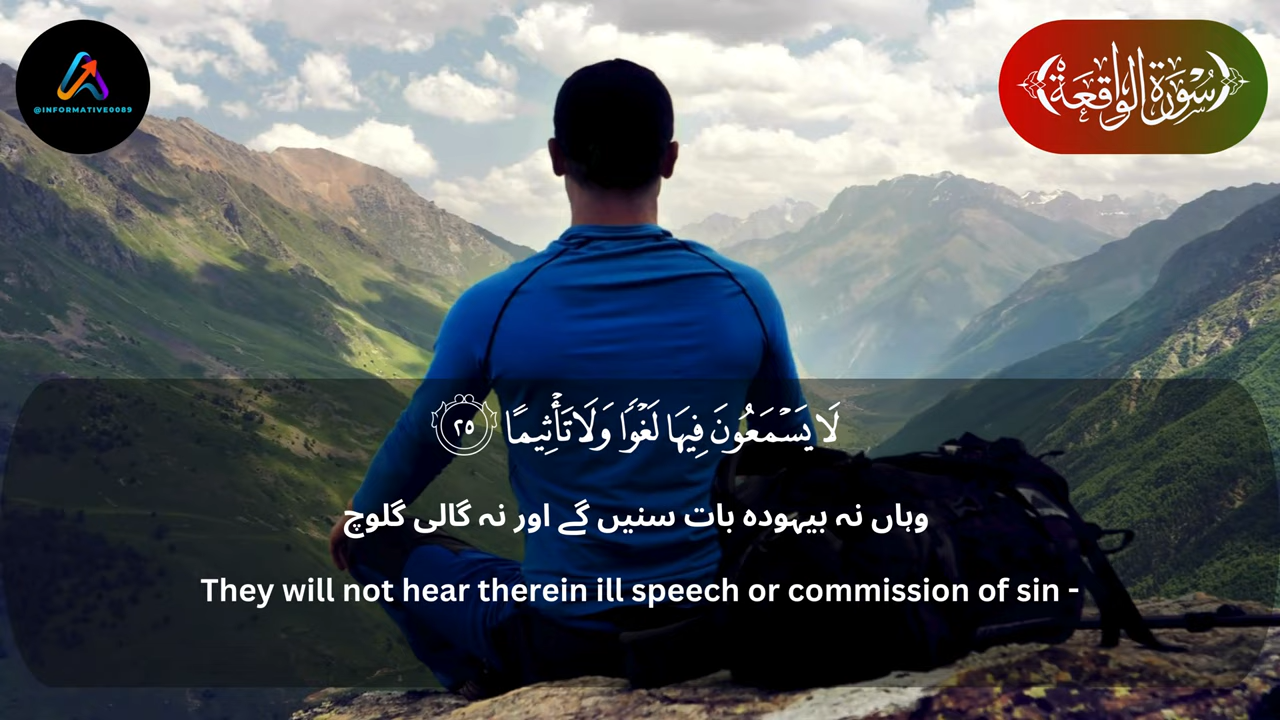 @INFORMATIVE0089
سُورَةُ الوَاقِعَة
لَا يَسْمَعُونَ فِيهَا لَغْوًا وَلَا تَأْثِيمًا ٢٥
وہاں نہ بیہودہ بات سنیں گے اور نہ گالی گلوچ
They will not hear therein ill speech or commission of sin -